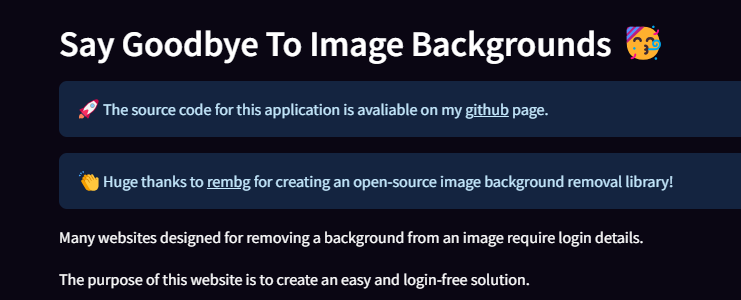 Say Goodbye To Image Backgrounds 🥳
🚀 The source code for this application is avaliable on my github page.
👏 Huge thanks to rembg for creating an open-source image background removal library!
Many websites designed for removing a background from an image require login details.
The purpose of this website is to create an easy and login-free solution.